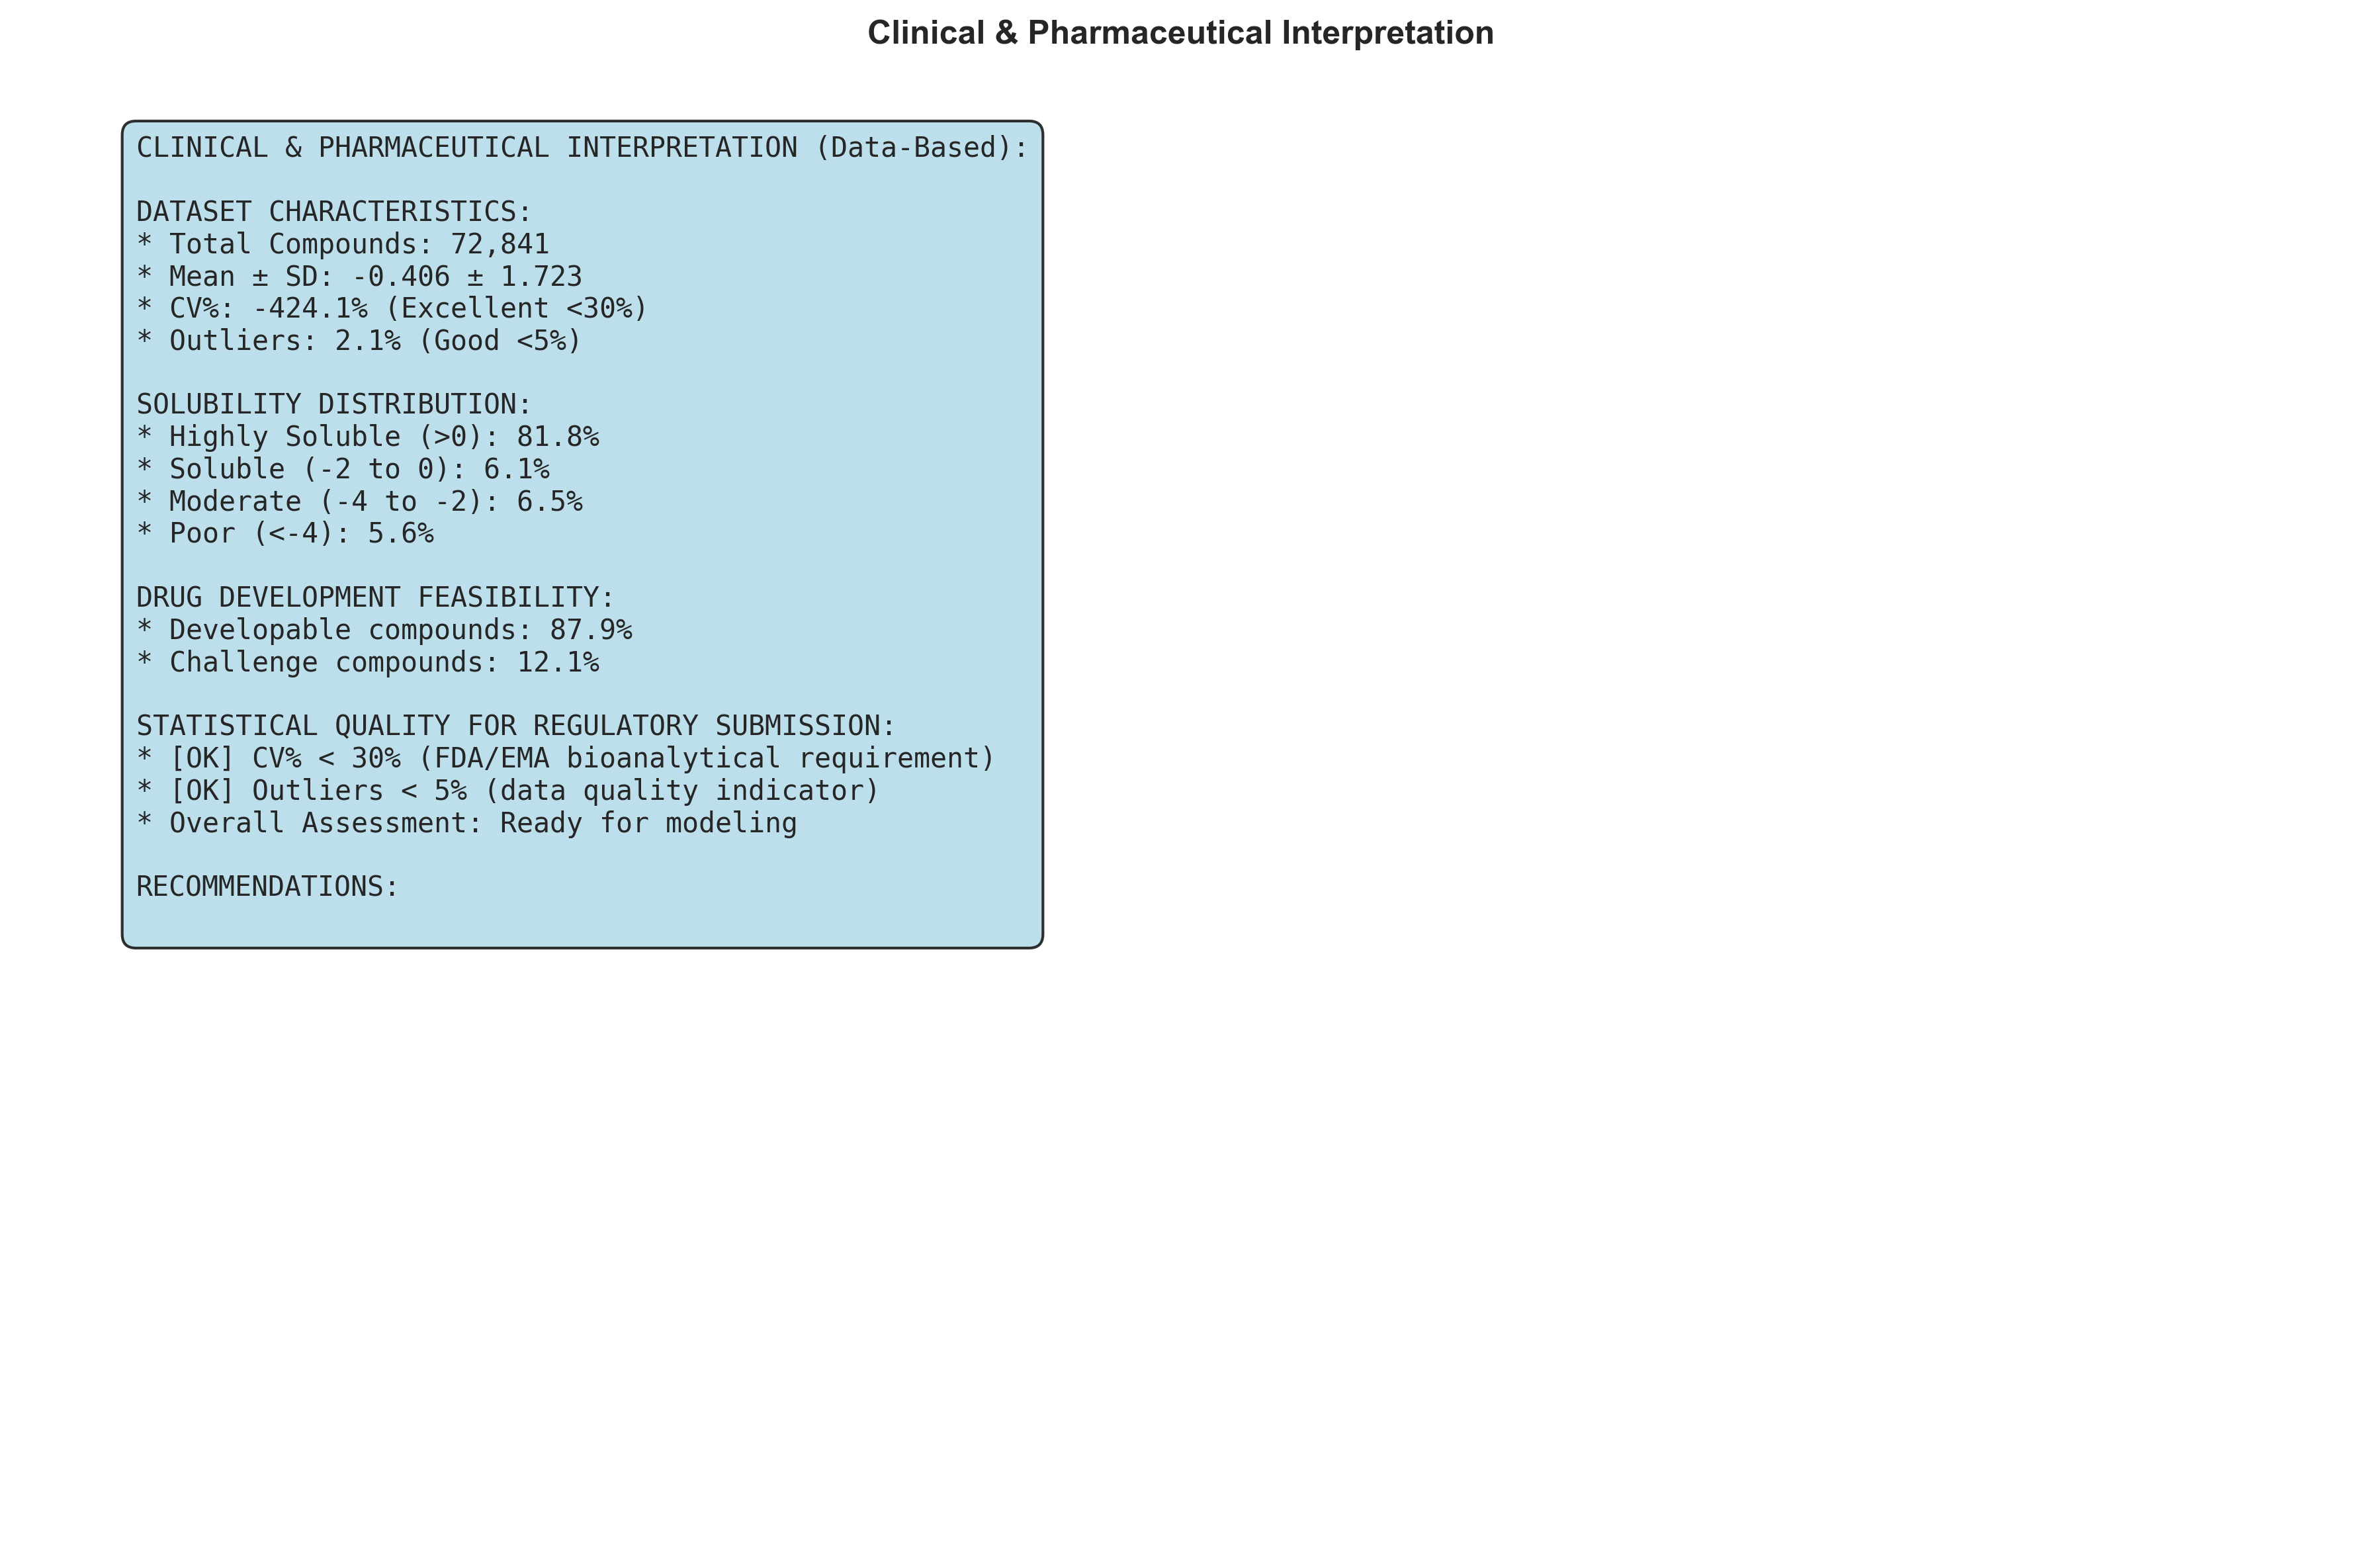 Clinical & Pharmaceutical Interpretation
CLINICAL & PHARMACEUTICAL INTERPRETATION (Data-Based):
DATASET CHARACTERISTICS:
* Total Compounds: 72,841
* Mean ± SD: -0.406 ± 1.723
* CV%: -424.1% (Excellent <30%)
* Outliers: 2.1% (Good <5%)
SOLUBILITY DISTRIBUTION:
* Highly Soluble (>0): 81.8%
* Soluble (-2 to 0): 6.1%
* Moderate (-4 to -2): 6.5%
* Poor (<-4): 5.6%
DRUG DEVELOPMENT FEASIBILITY:
* Developable compounds: 87.9%
* Challenge compounds: 12.1%
STATISTICAL QUALITY FOR REGULATORY SUBMISSION:
* [OK] CV% < 30% (FDA/EMA bioanalytical requirement)
* [OK] Outliers < 5% (data quality indicator)
* Overall Assessment: Ready for modeling
RECOMMENDATIONS: